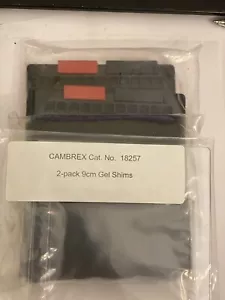 CAMBREX Cat. No. 18257
2-pack 9cm Gel Shims